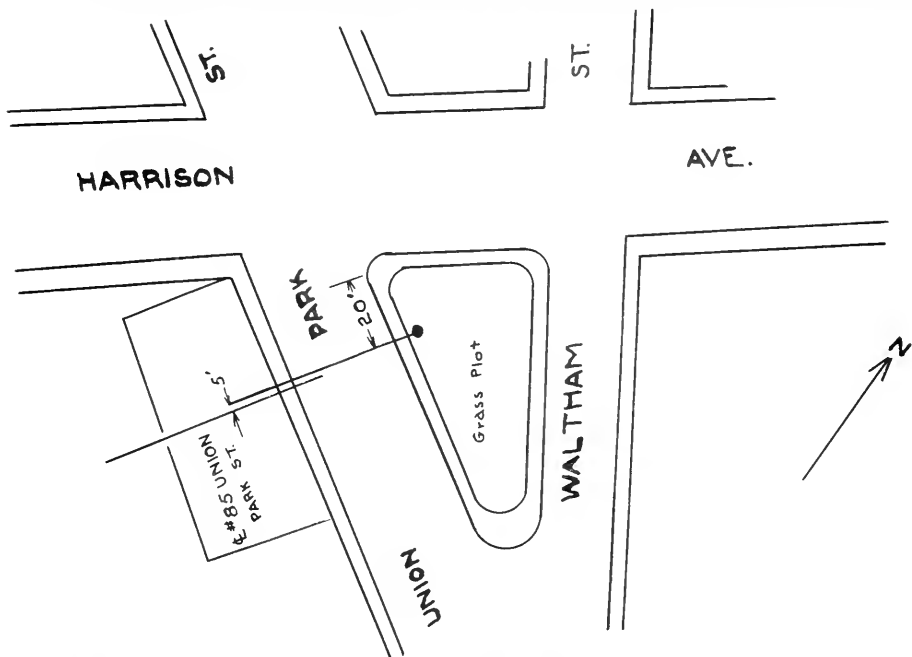 ST.
ST.
HARRISON
AVE.
PARK
20'
N
Grass Plot
5'
WALTHAM
℄ #85 UNION
PARK ST.
UNION